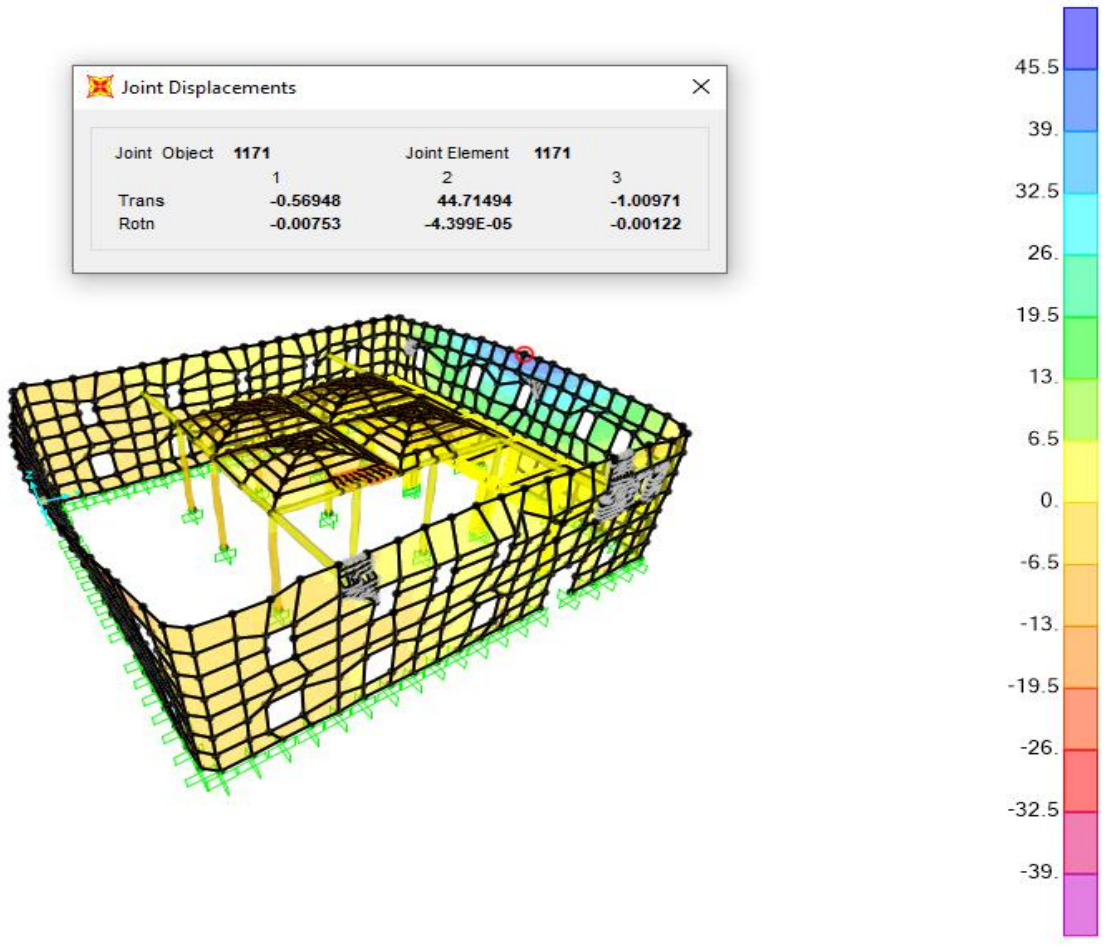 Joint Displacements
Joint Object 1171 Joint Element 1171
1 2 3
Trans -0.56948 44.71494 -1.00971
Rotn -0.00753 -4.399E-05 -0.00122
45.5
39.
32.5
26.
19.5
13.
6.5
0.
-6.5
-13.
-19.5
-26.
-32.5
-39.